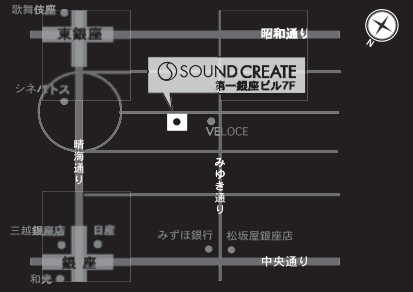 歌舞伎座
東銀座
昭和通り
N
SOUND CREATE
第一銀座ビル7F
シネパトス
VELOCE
晴海通り
みゆき通り
三越銀座店
日産
みずほ銀行
松坂屋銀座店
銀座
中央通り
和光